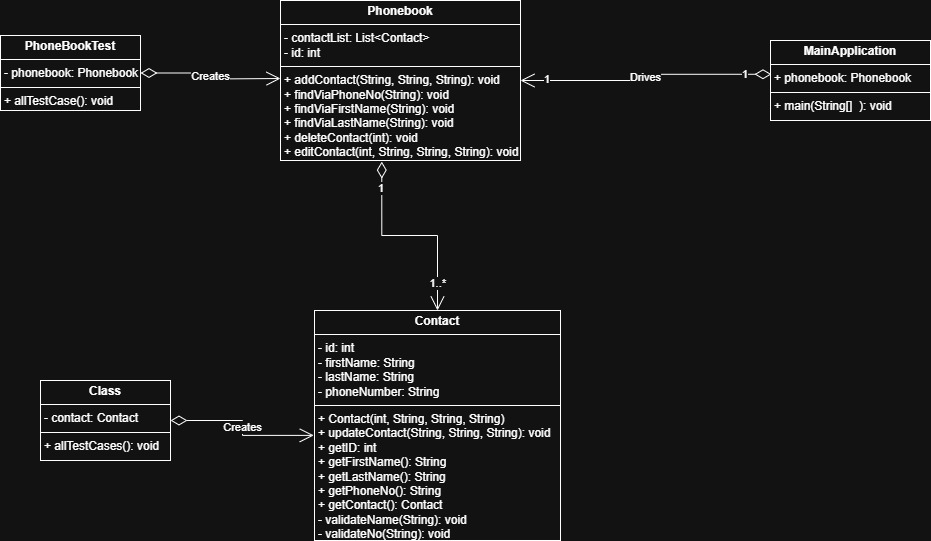 Phonebook
- contactList: List<Contact>
- id: int
+ addContact(String, String, String): void
+ findViaPhoneNo(String): void
+ findViaFirstName(String): void
+ findViaLastName(String): void
+ deleteContact(int): void
+ editContact(int, String, String, String): void
PhoneBookTest
- phonebook: Phonebook
+ allTestCase(): void
Creates
MainApplication
+ phonebook: Phonebook
+ main(String[]  ): void
1
Drives
1
1
1..*
Contact
- id: int
- firstName: String
- lastName: String
- phoneNumber: String
+ Contact(int, String, String, String)
+ updateContact(String, String, String): void
+ getID: int
+ getFirstName(): String
+ getLastName(): String
+ getPhoneNo(): String
+ getContact(): Contact
- validateName(String): void
- validateNo(String): void
Class
- contact: Contact
+ allTestCases(): void
Creates